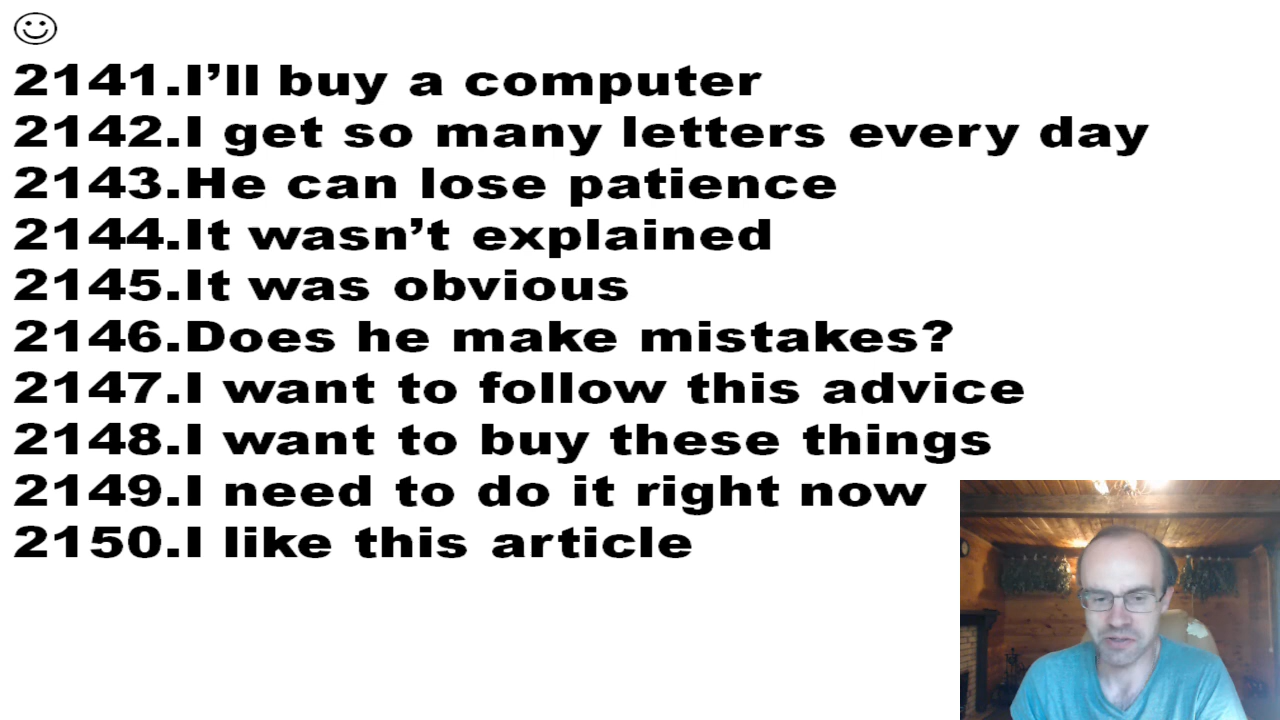 2141.I’ll buy a computer
2142.I get so many letters every day
2143.He can lose patience
2144.It wasn’t explained
2145.It was obvious
2146.Does he make mistakes?
2147.I want to follow this advice
2148.I want to buy these things
2149.I need to do it right now
2150.I like this article